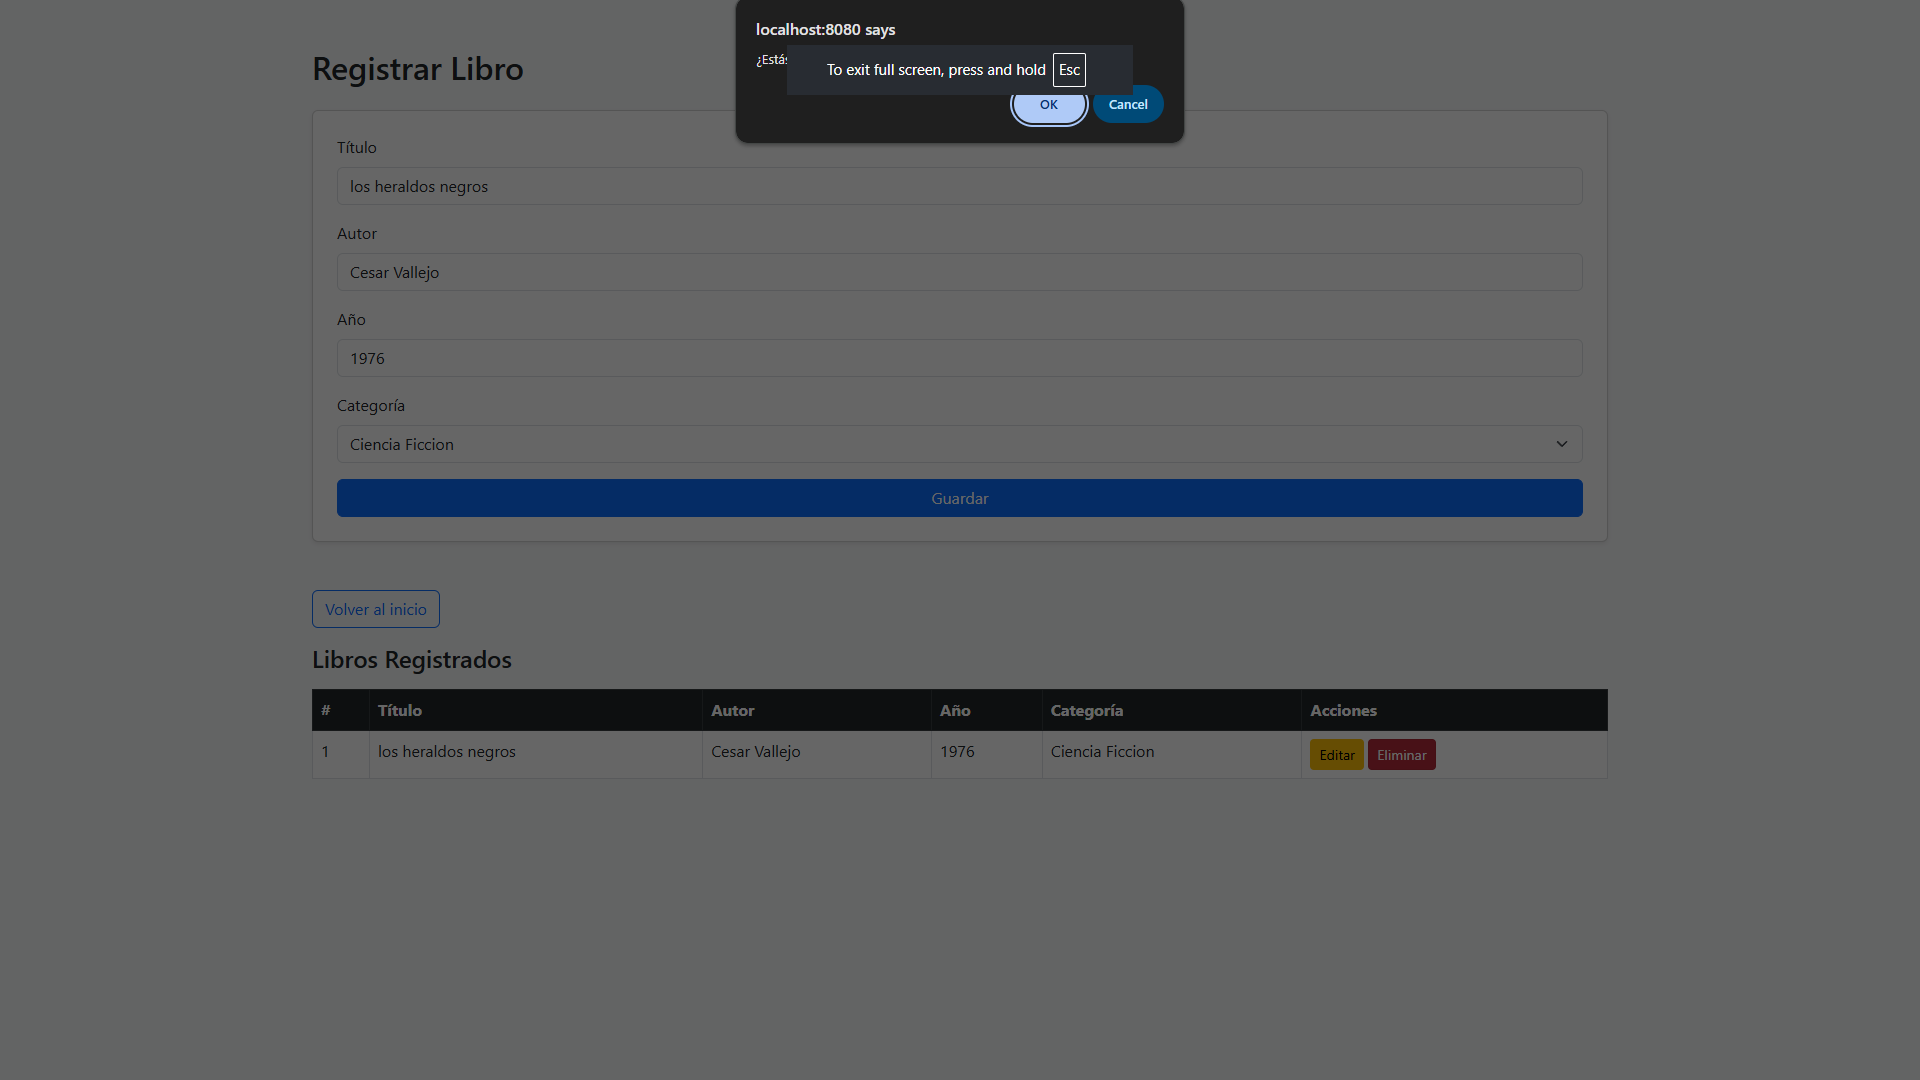 localhost:8080 says
¿Estás
To exit full screen, press and hold Esc
OK Cancel
Registrar Libro
Título
los heraldos negros
Autor
Cesar Vallejo
Año
1976
Categoría
Ciencia Ficcion
Guardar
Volver al inicio
Libros Registrados
# Título Autor Año Categoría Acciones
1 los heraldos negros Cesar Vallejo 1976 Ciencia Ficcion Editar Eliminar